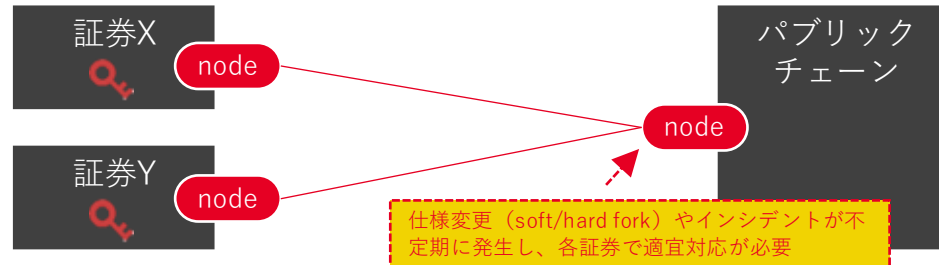 証券X
node
証券Y
node
パブリック
チェーン
node
仕様変更（soft/hard fork）やインシデントが不
定期に発生し、各証券で適宜対応が必要